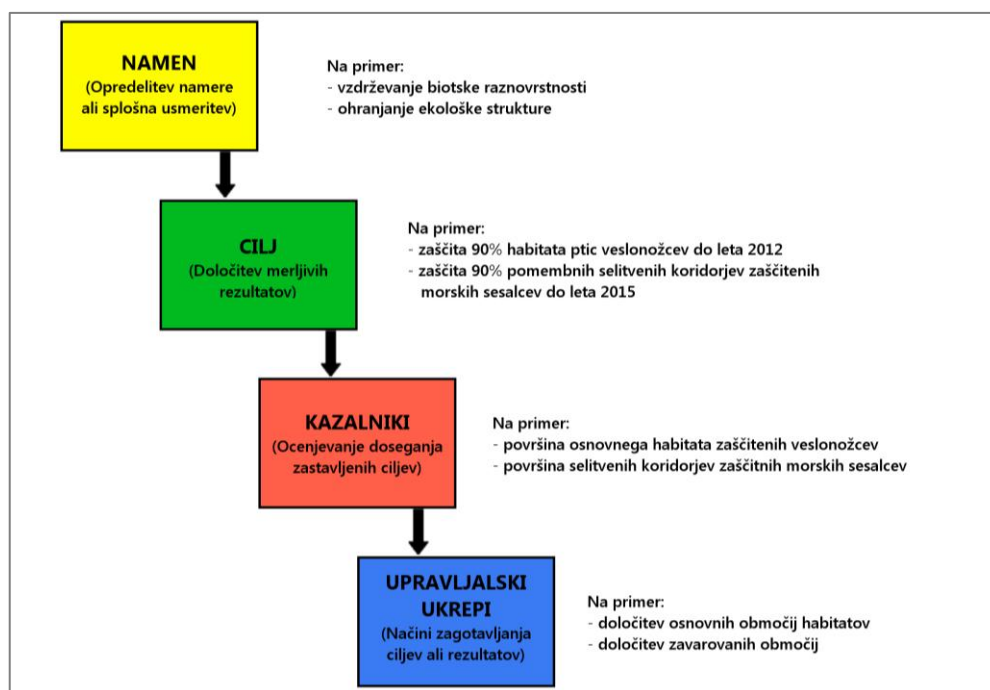 NAMEN
(Opredelitev namere
ali splošna usmeritev)
Na primer:
- vzdrževanje biotske raznovrstnosti
- ohranjanje ekološke strukture
CILJ
(Določitev merljivih
rezultatov)
Na primer:
- zaščita 90% habitata ptic veslonožcev do leta 2012
- zaščita 90% pomembnih selitvenih koridorjev zaščitenih
morskih sesalcev do leta 2015
KAZALNIKI
(Ocenjevanje doseganja
zastavljenih ciljev)
Na primer:
- površina osnovnega habitata zaščitenih veslonožcev
- površina selitvenih koridorjev zaščitnih morskih sesalcev
UPRAVLJALSKI
UKREPI
(Načini zagotavljanja
ciljev ali rezultatov)
Na primer:
- določitev osnovnih območij habitatov
- določitev zavarovanih območij